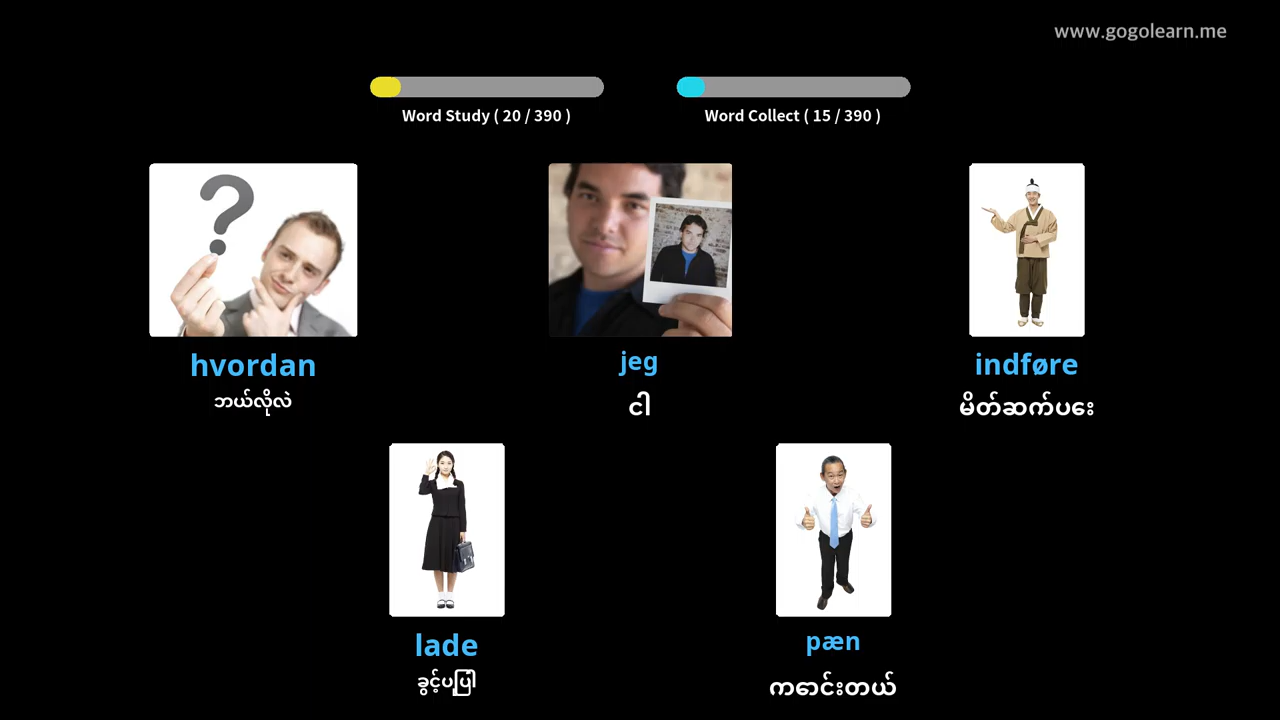 www.gogolearn.me
Word Study ( 20 / 390 )
Word Collect ( 15 / 390 )
hvordan
ဘယ်လိုလဲ
jeg
ငါ
indføre
မိတ်ဆက်ပေး
lade
ခွင့်ပြုပါ
pæn
ကောင်းတယ်